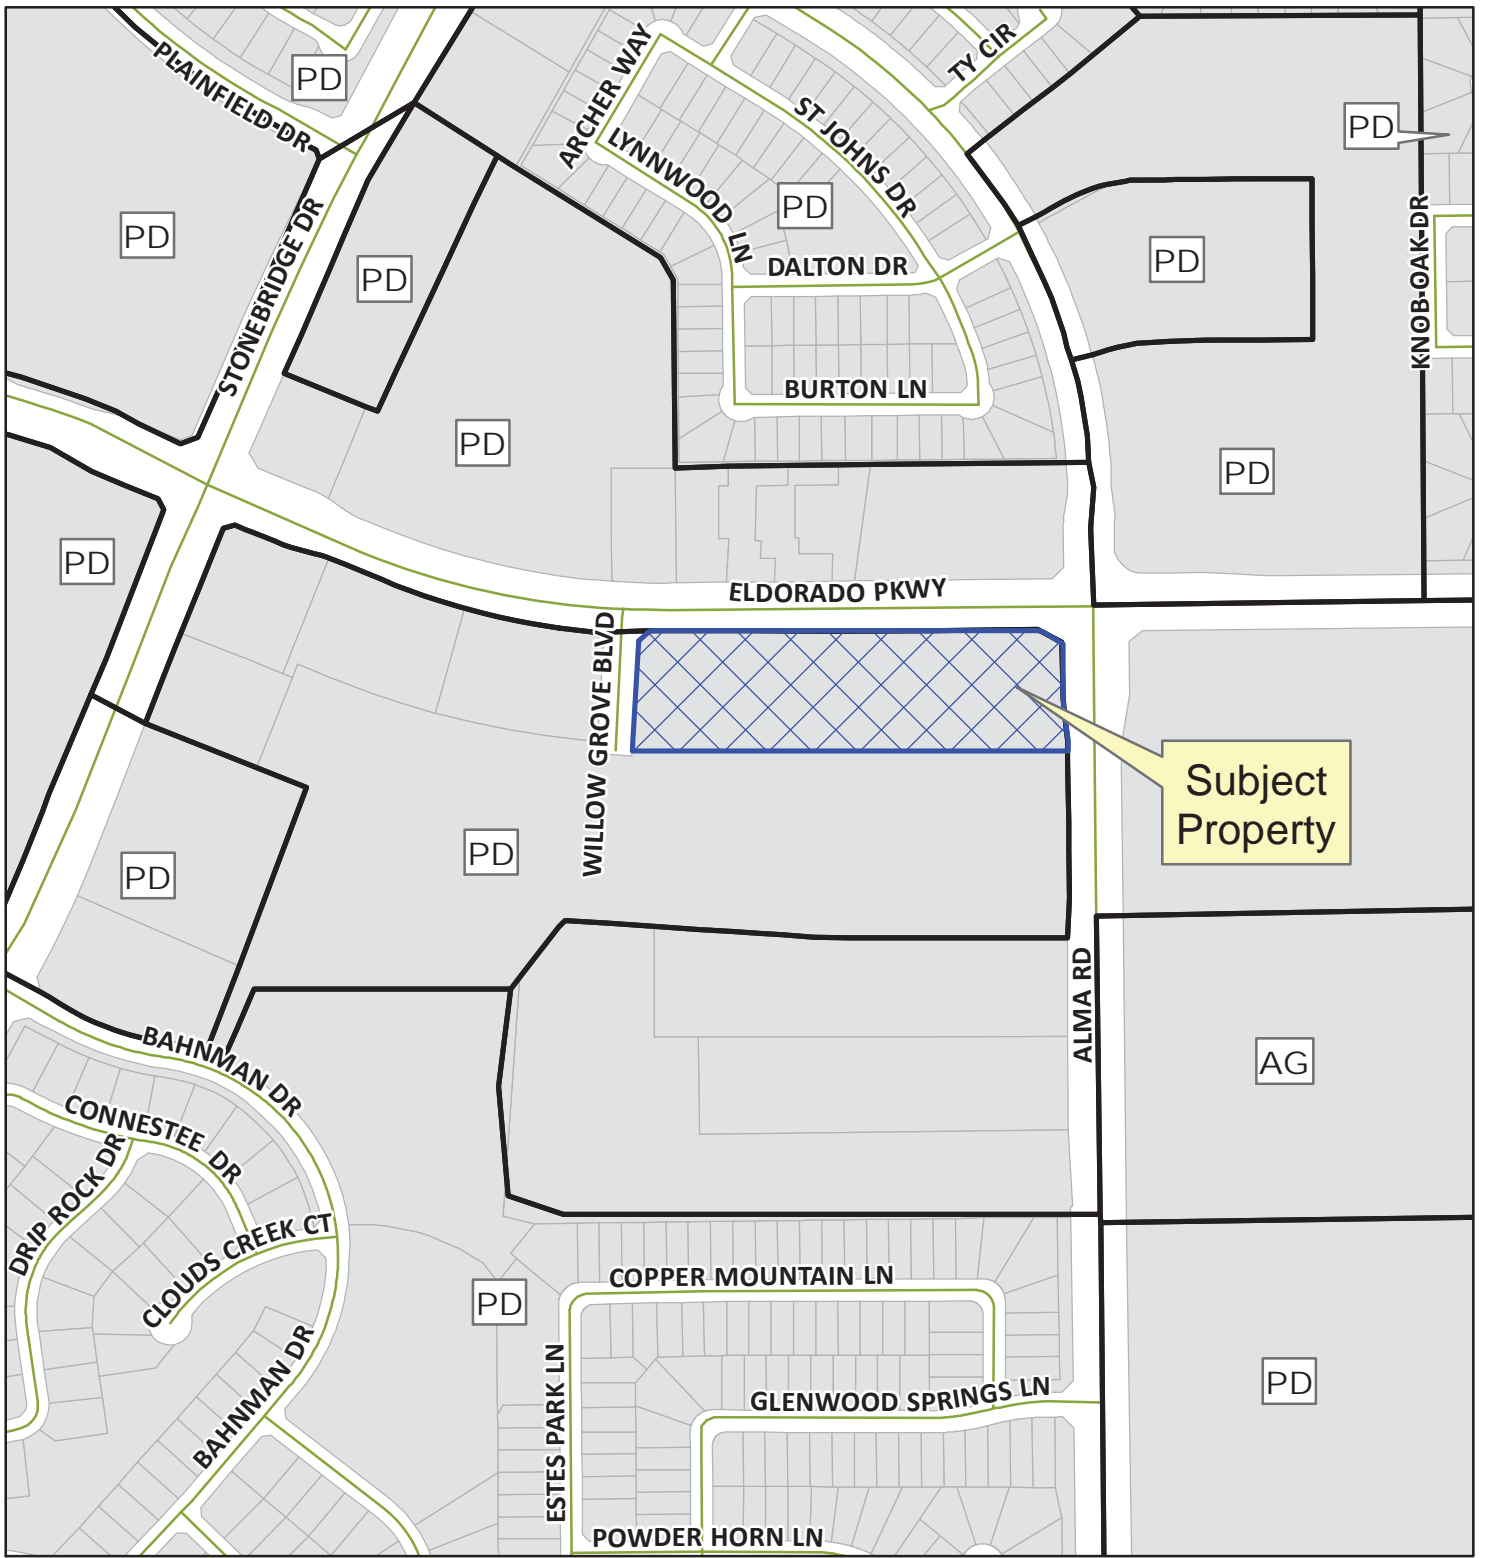 PLAINFIELD DR
PD
ARCHER WAY
TY CIR
ST JOHNS DR
PD
LYNNWOOD LN
PD
PD
KNOB OAK DR
PD
STONEBRIDGE DR
PD
DALTON DR
PD
BURTON LN
PD
PD
PD
ELDORADO PKWY
WILLOW GROVE BLVD
Subject
Property
PD
PD
ALMA RD
AG
BAHNMAN DR
CONNESTEE DR
DRIP ROCK DR
CLOUDS CREEK CT
PD
COPPER MOUNTAIN LN
BAHNMAN DR
ESTES PARK LN
GLENWOOD SPRINGS LN
PD
POWDER HORN LN